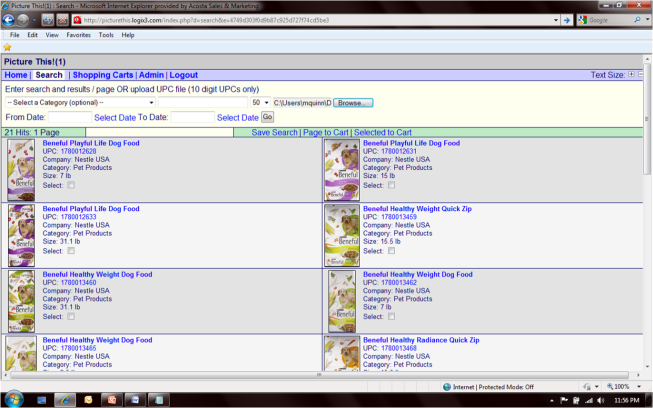 Picture This!(1) - Search - Microsoft Internet Explorer provided by Acosta Sales & Marketing
http://picturethis.logix3.com/index.php?d=search&e=4749d303f0d9b87c925d727f74cd5be3
Google
File Edit View Favorites Tools Help
Picture This!(1)
Home | Search | Shopping Carts | Admin | Logout Text Size:
Enter search and results / page OR upload UPC file (10 digit UPCs only)
-- Select a Category (optional) -- 50 C:\Users\mquinn\D Browse...
From Date: Select Date To Date: Select Date Go
21 Hits: 1 Page Save Search | Page to Cart | Selected to Cart
Beneful Playful Life Dog Food
UPC: 1780012628
Company: Nestle USA
Category: Pet Products
Size: 7 lb
Select:
Beneful Playful Life Dog Food
UPC: 1780012631
Company: Nestle USA
Category: Pet Products
Size: 15 lb
Select:
Beneful Playful Life Dog Food
UPC: 1780012633
Company: Nestle USA
Category: Pet Products
Size: 31.1 lb
Select:
Beneful Healthy Weight Quick Zip
UPC: 1780013459
Company: Nestle USA
Category: Pet Products
Size: 15.5 lb
Select:
Beneful Healthy Weight Dog Food
UPC: 1780013460
Company: Nestle USA
Category: Pet Products
Size: 31.1 lb
Select:
Beneful Healthy Weight Dog Food
UPC: 1780013462
Company: Nestle USA
Category: Pet Products
Size: 7 lb
Select:
Beneful Healthy Weight Dog Food
UPC: 1780013465
Company: Nestle USA
Category: Pet Products
Beneful Healthy Radiance Quick Zip
UPC: 1780013468
Company: Nestle USA
Category: Pet Products
Internet | Protected Mode: Off 100%
11:56 PM